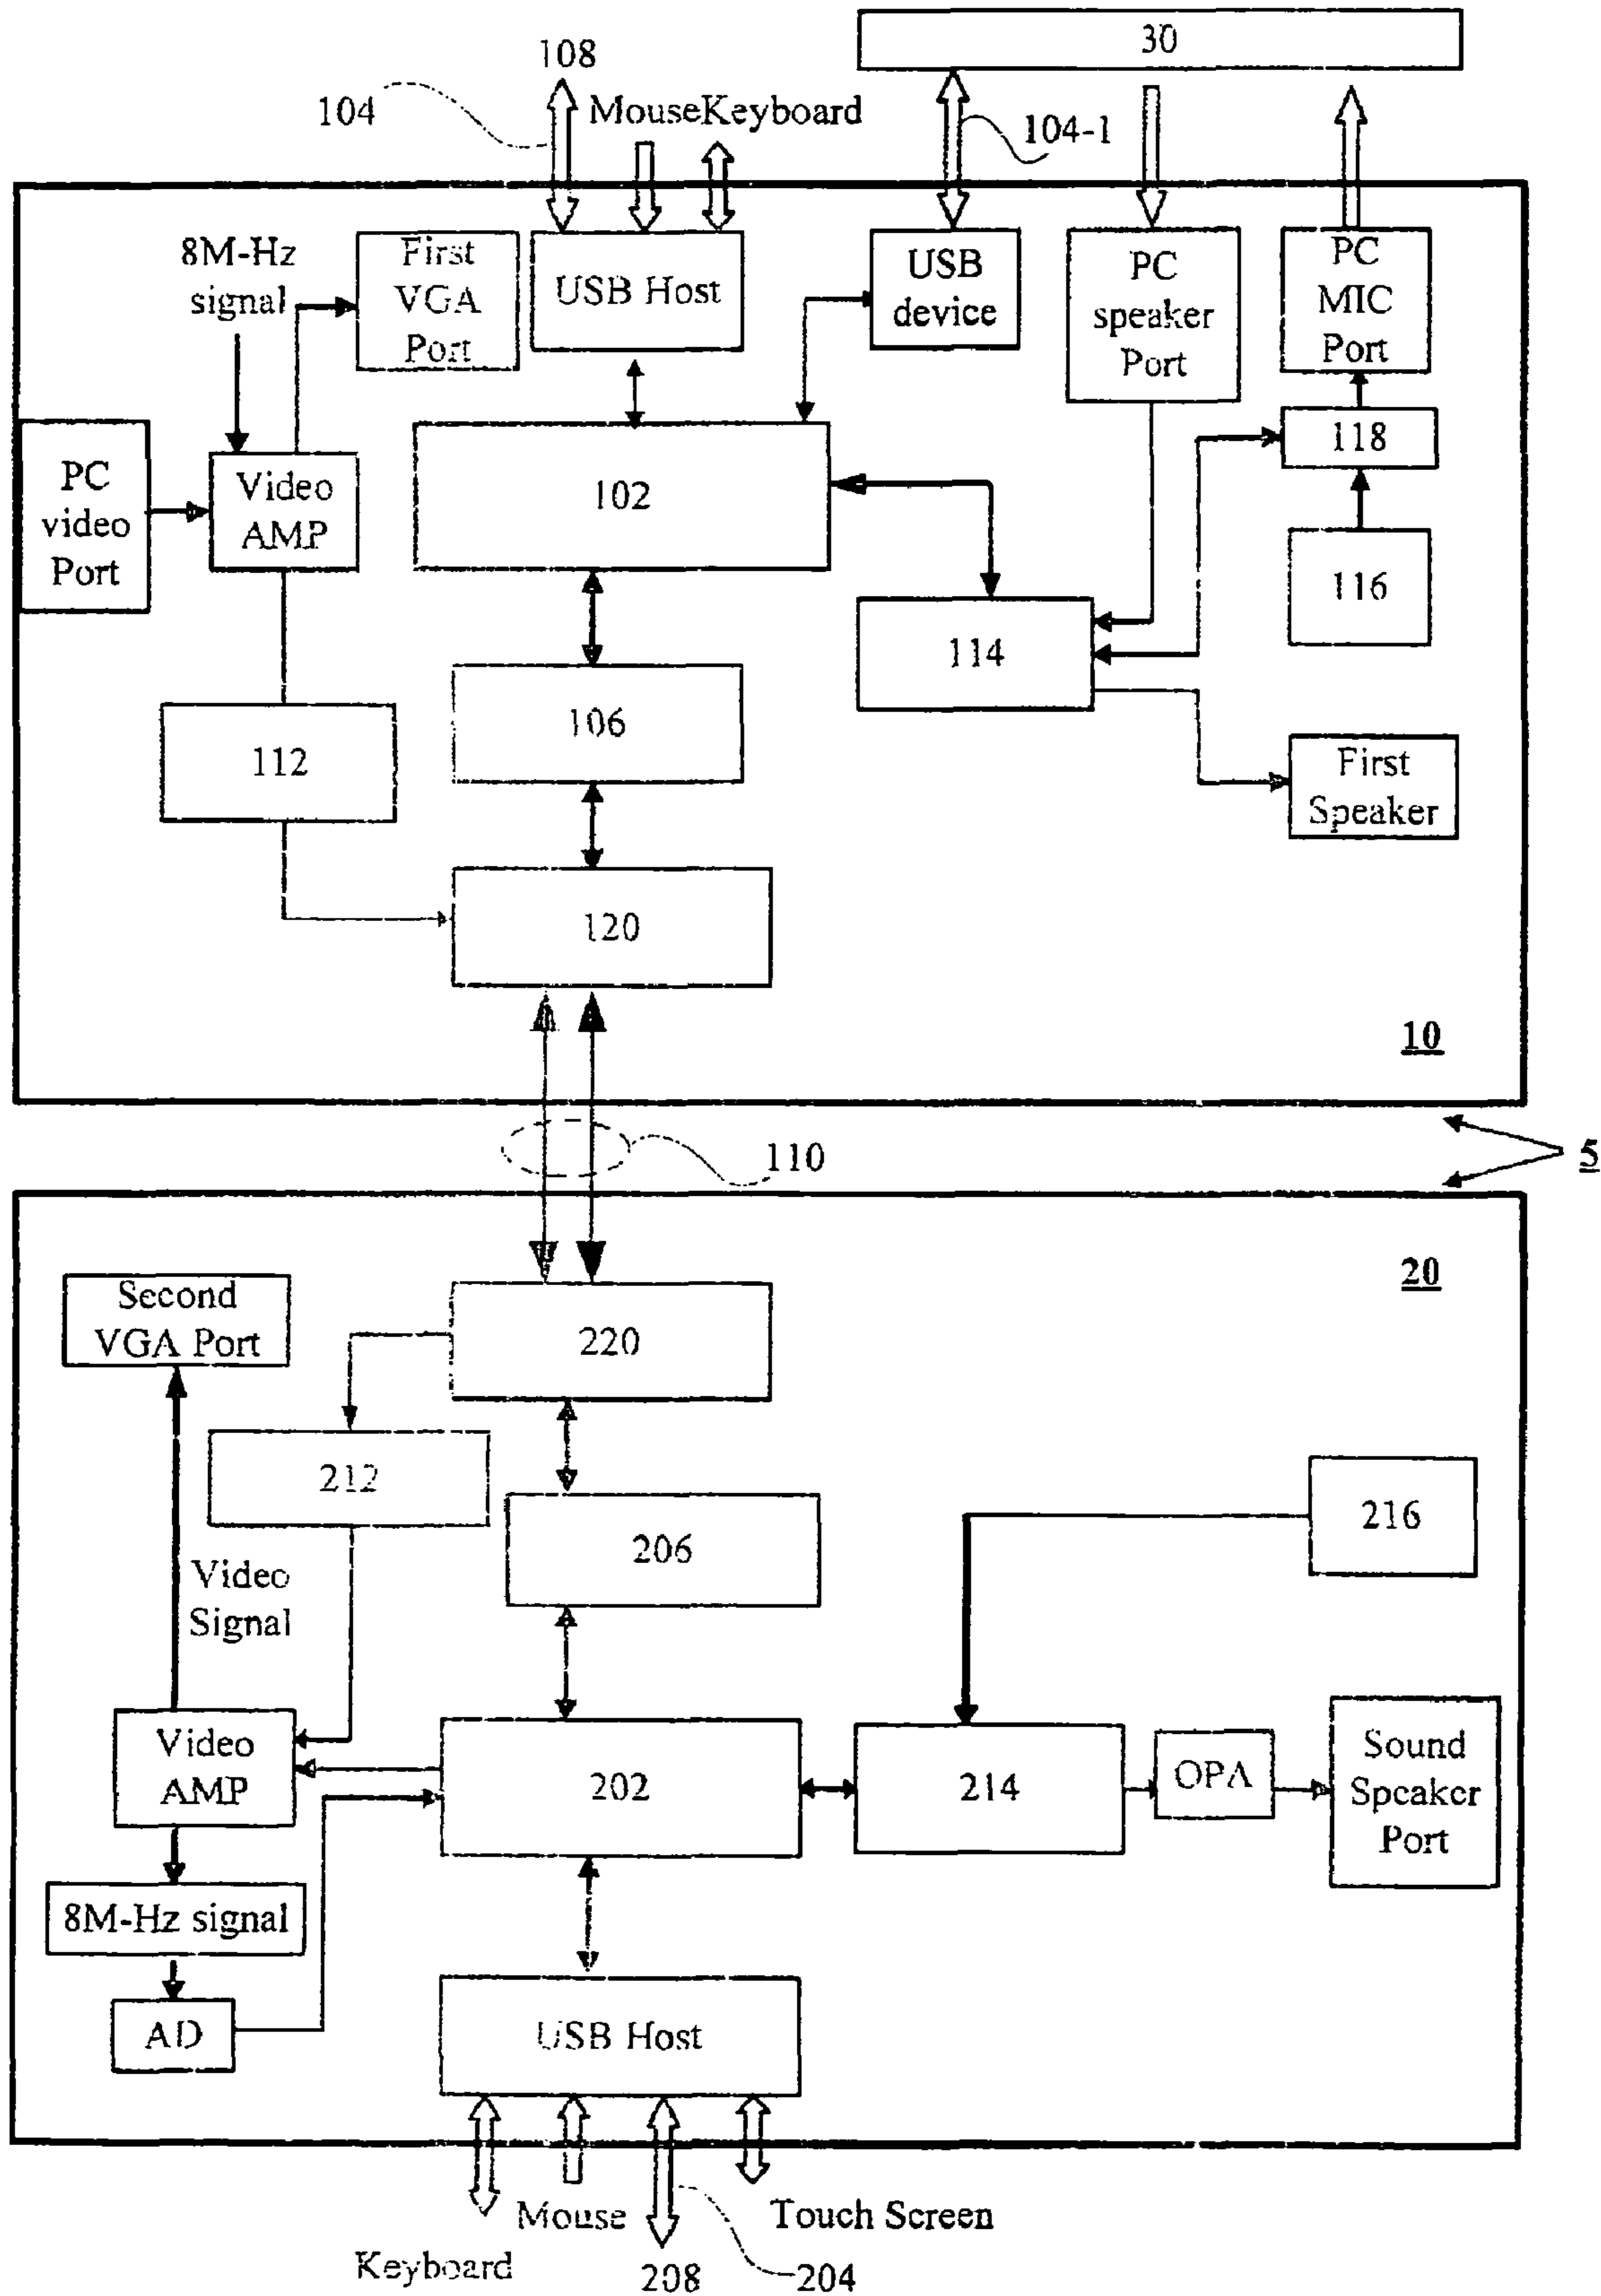 30
108
104
MouseKeyboard
104-1
8M-Hz
signal
First
VGA
Port
USB Host
USB
device
PC
speaker
Port
PC
MIC
Port
118
PC
video
Port
Video
AMP
102
116
114
106
112
First
Speaker
120
10
110
5
20
Second
VGA Port
220
212
216
206
Video
Signal
Video
AMP
202
214
OPA
Sound
Speaker
Port
8M-Hz signal
AD
USB Host
Mouse
Touch Screen
Keyboard
208
204